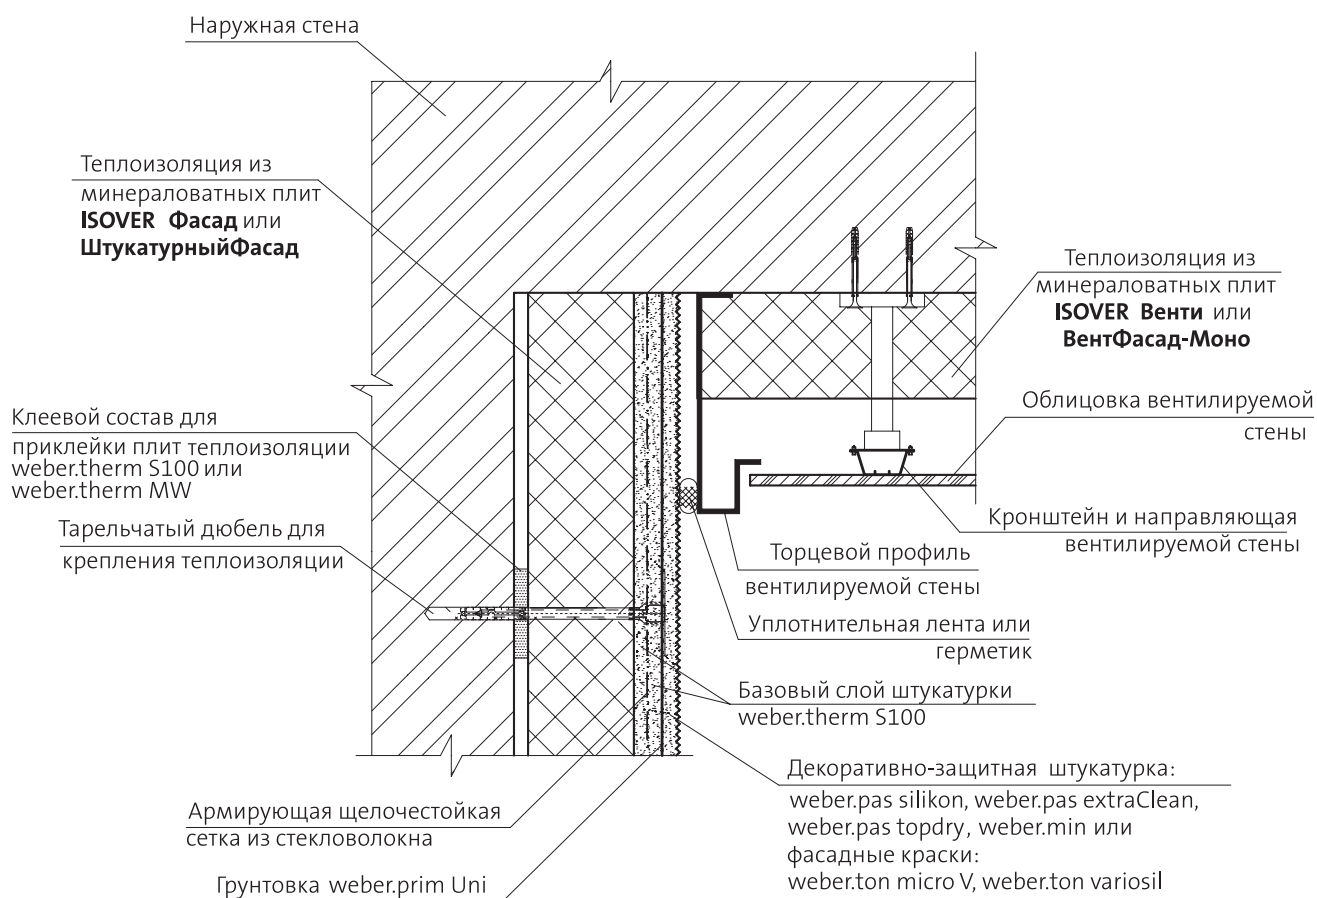 Наружная стена
Теплоизоляция из
минераловатных плит
ISOVER Фасад или
ШтукатурныйФасад
Теплоизоляция из
минераловатных плит
ISOVER Венти или
ВентФасад-Моно
Клеевой состав для
приклейки плит теплоизоляции
weber.therm S100 или
weber.therm MW
Облицовка вентилируемой
стены
Тарельчатый дюбель для
крепления теплоизоляции
Кронштейн и направляющая
вентилируемой стены
Торцевой профиль
вентилируемой стены
Уплотнительная лента или
герметик
Базовый слой штукатурки
weber.therm S100
Декоративно-защитная штукатурка:
weber.pas silikon, weber.pas extraClean,
weber.pas topdry, weber.min или
фасадные краски:
weber.ton micro V, weber.ton variosil
Армирующая щелочестойкая
сетка из стекловолокна
Грунтовка weber.prim Uni